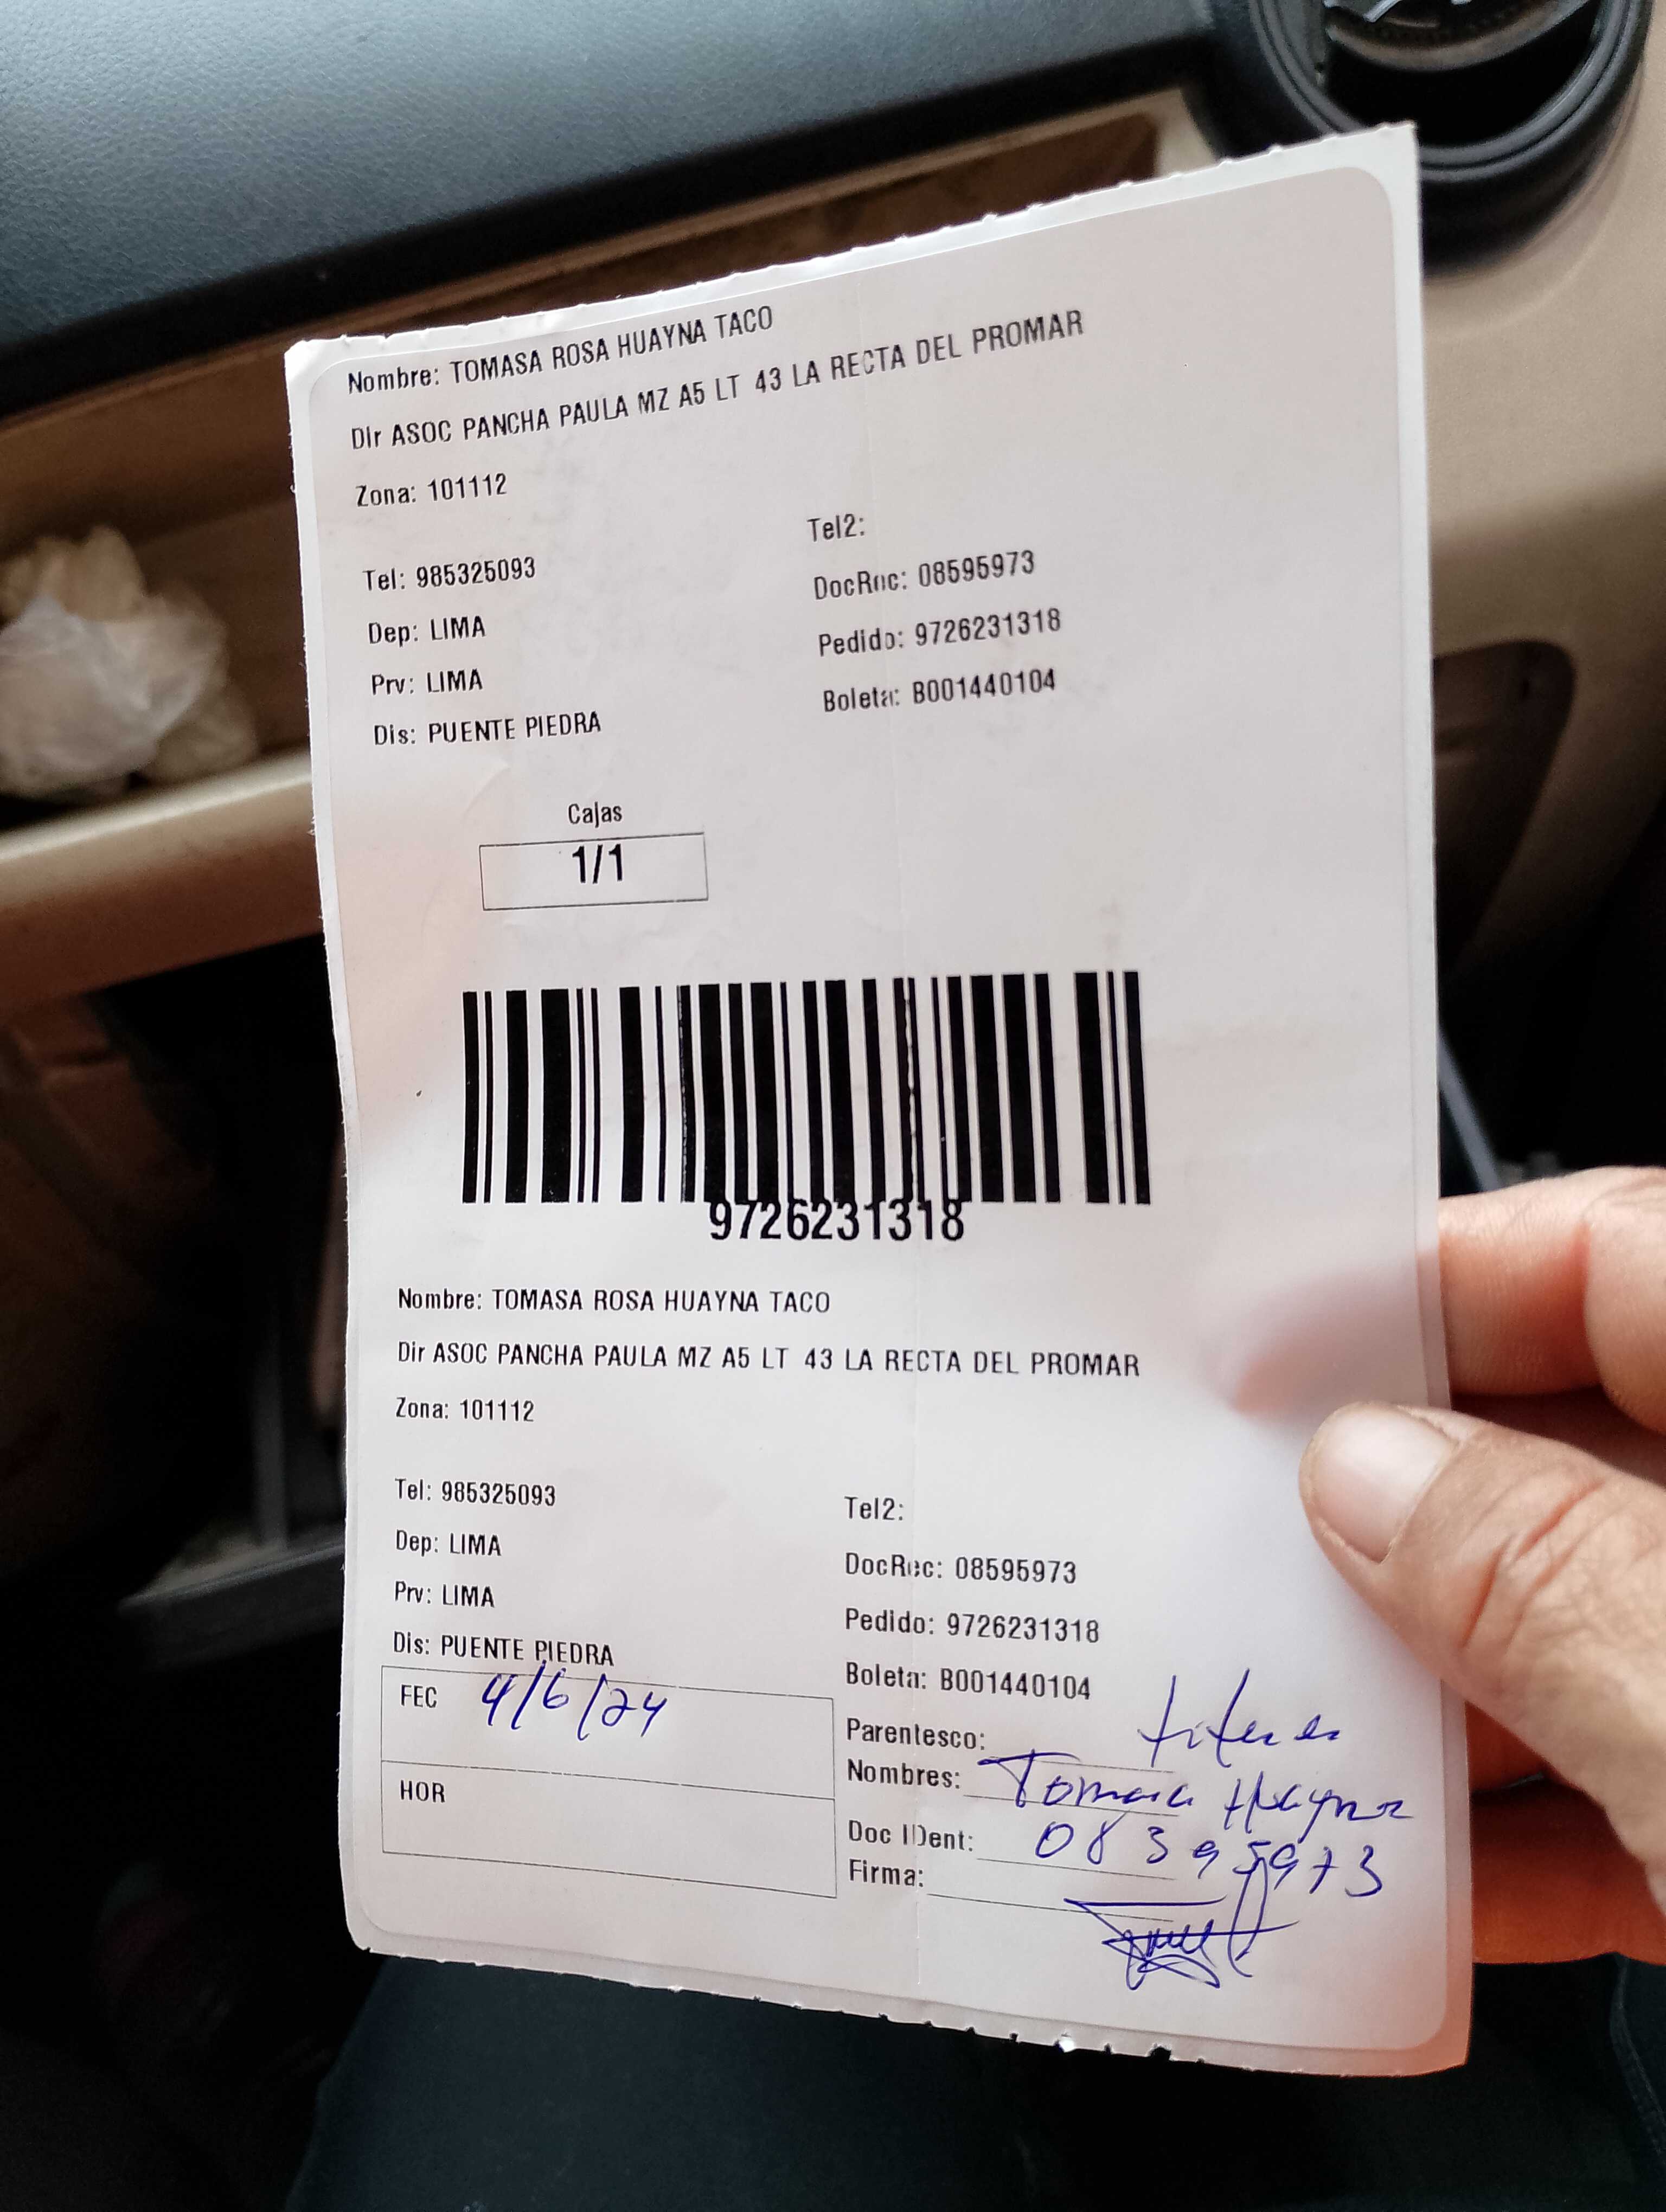 Nombre: TOMASA ROSA HUAYNA TACO
Dir ASOC PANCHA PAULA MZ A5 LT 43 LA RECTA DEL PROMAR
Zona: 101112
Tel2:
Tel: 985325093
DocRec: 08595973
Dep: LIMA
Pedido: 9726231318
Prv: LIMA
Boleta: B001440104
Dis: PUENTE PIEDRA
Cajas
1/1
9726231318
Nombre: TOMASA ROSA HUAYNA TACO
Dir ASOC PANCHA PAULA MZ A5 LT 43 LA RECTA DEL PROMAR
Zona: 101112
Tel: 985325093
Tel2:
Dep: LIMA
DocRec: 08595973
Prv: LIMA
Pedido: 9726231318
Dis: PUENTE PIEDRA
Boleta: B001440104
FEC 4/6/24
Parentesco:
Nombres: Tomasa Huayna
HOR
Doc IDent: 08395973
Firma: